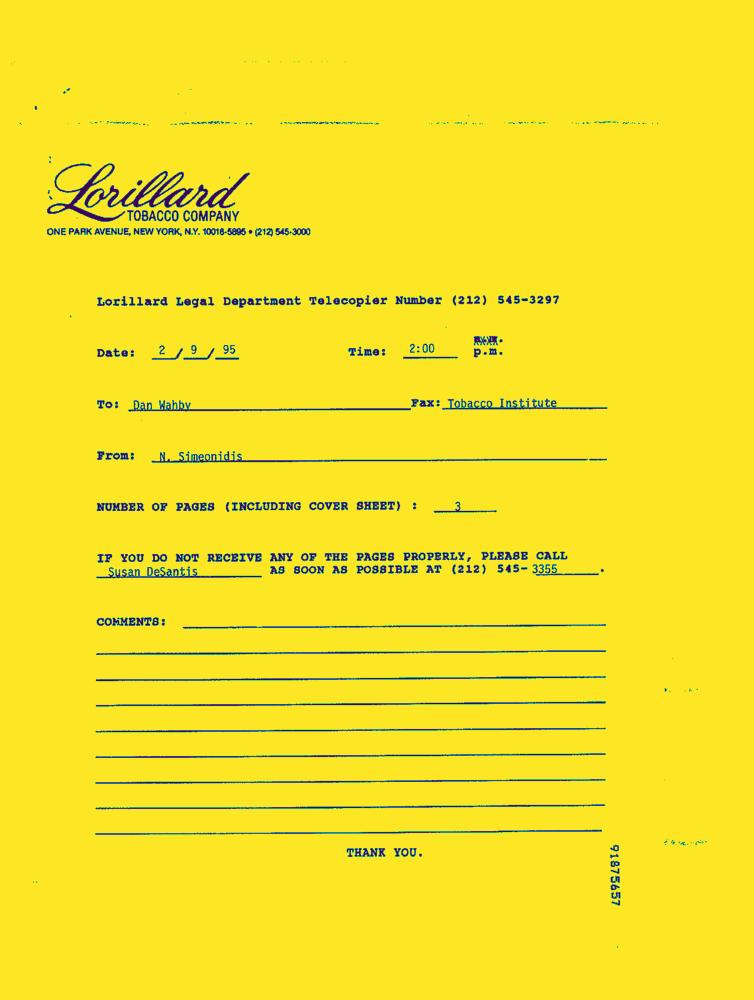 Lorillard
TOBACCO COMPANY
ONE PARK AVENUE, NEW YORK, N.Y. 10016-5895 • (212) 545-3000
Lorillard Legal Department Telecopier Number (212) 545-3297
Date: 2 / 9 / 95 Time: 2:00 p.m.
To: Dan Wahby Fax: Tobacco Institute
From: N. Simeonidis
NUMBER OF PAGES (INCLUDING COVER SHEET) : 3
IF YOU DO NOT RECEIVE ANY OF THE PAGES PROPERLY, PLEASE CALL
Susan DeSantis AS SOON AS POSSIBLE AT (212) 545- 3355 .
COMMENTS:
THANK YOU.
91875657